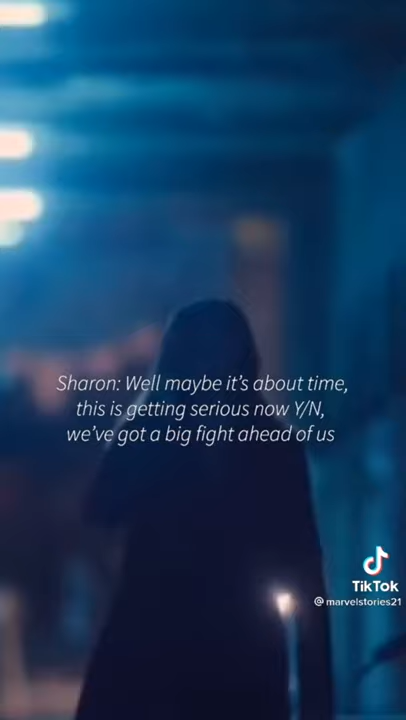 Sharon: Well maybe it's about time,
this is getting serious now Y/N,
we've got a big fight ahead of us
TikTok
@marvelstories21